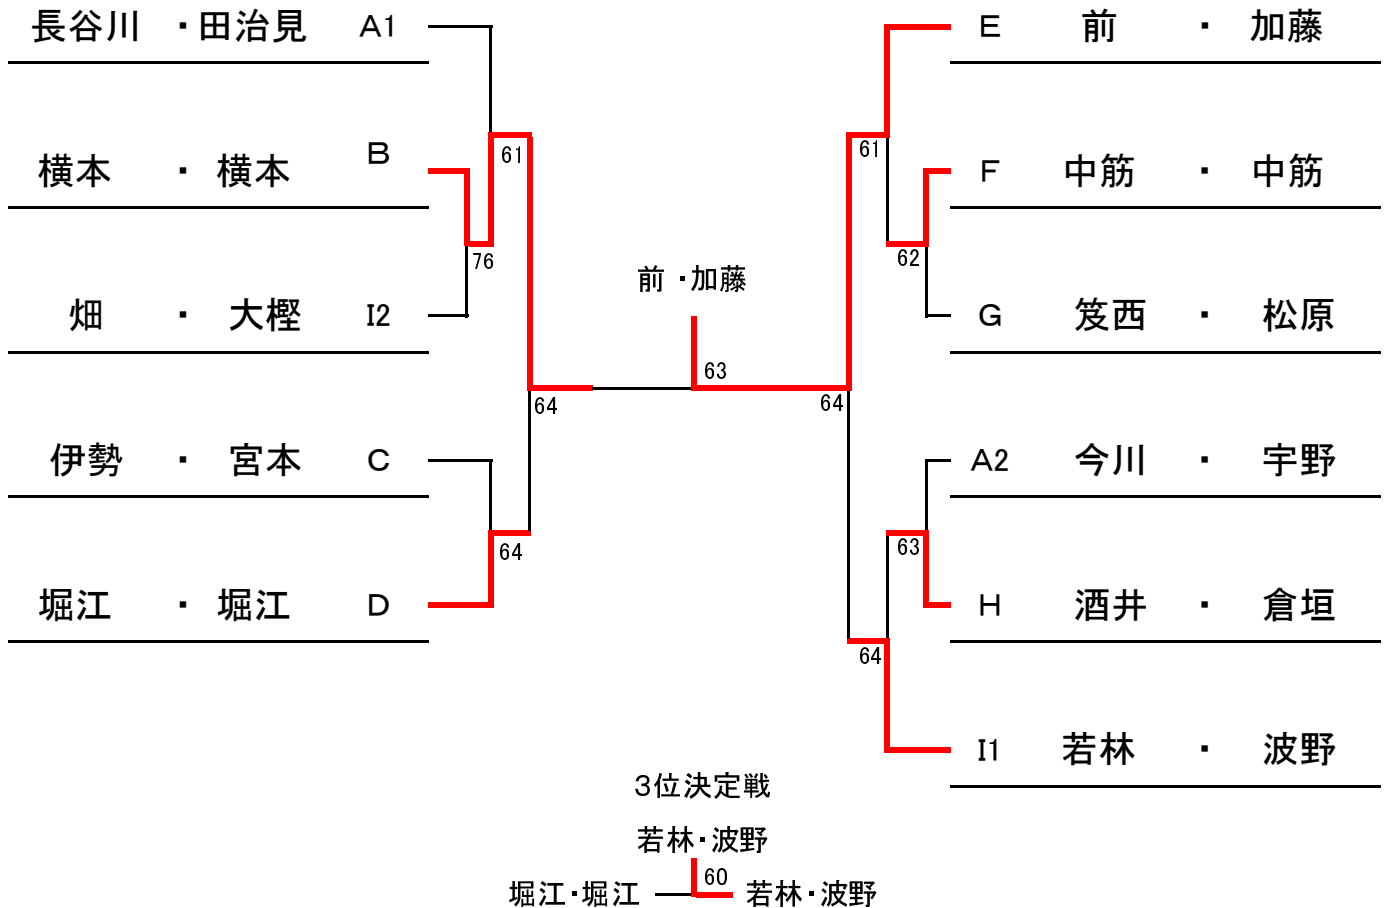 長谷川 ・田治見 A1
横本 ・ 横本 B
61
76
畑 ・ 大樫 I2
伊勢 ・ 宮本 C
64
64
堀江 ・ 堀江 D
前・加藤
63
E 前 ・ 加藤
61
F 中筋 ・ 中筋
62
G 笈西 ・ 松原
64
A2 今川 ・ 宇野
63
H 酒井 ・ 倉垣
64
I1 若林 ・ 波野
3位決定戦
若林・波野
60
堀江・堀江 若林・波野